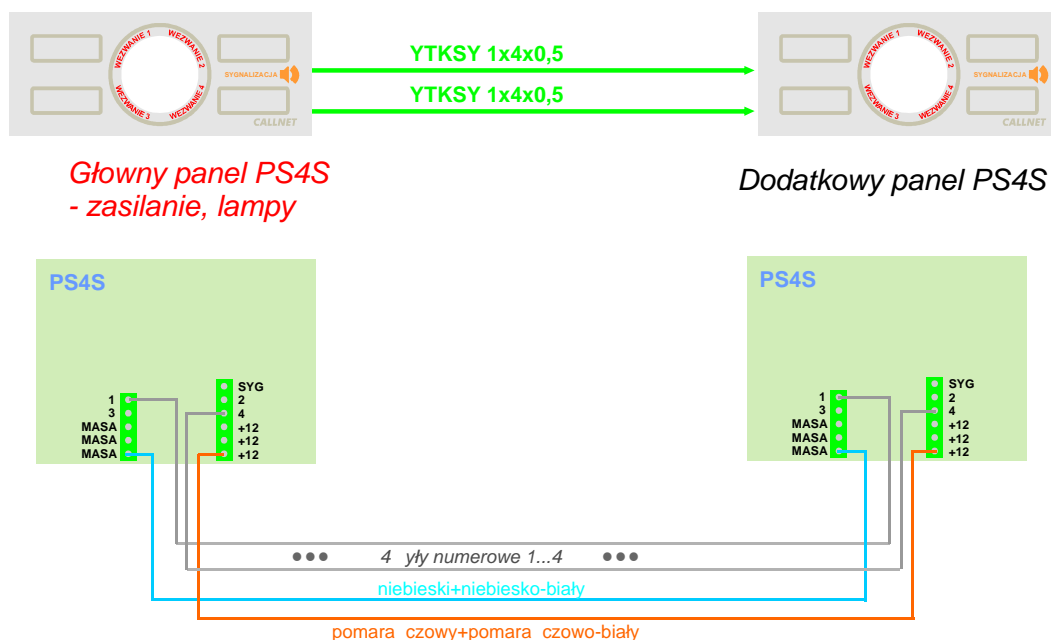 WEZWANIE 1 WEZWANIE 2
SYGNALIZACJA
WEZWANIE 3 WEZWANIE 4
CALLNET
YTKSY 1x4x0,5
YTKSY 1x4x0,5
WEZWANIE 1 WEZWANIE 2
SYGNALIZACJA
WEZWANIE 3 WEZWANIE 4
CALLNET
Głowny panel PS4S
- zasilanie, lampy
Dodatkowy panel PS4S
PS4S
1
3
MASA
MASA
MASA
SYG
2
4
+12
+12
+12
PS4S
1
3
MASA
MASA
MASA
SYG
2
4
+12
+12
+12
4 yły numerowe 1...4
niebieski+niebiesko-biały
pomara czowy+pomara czowo-biały